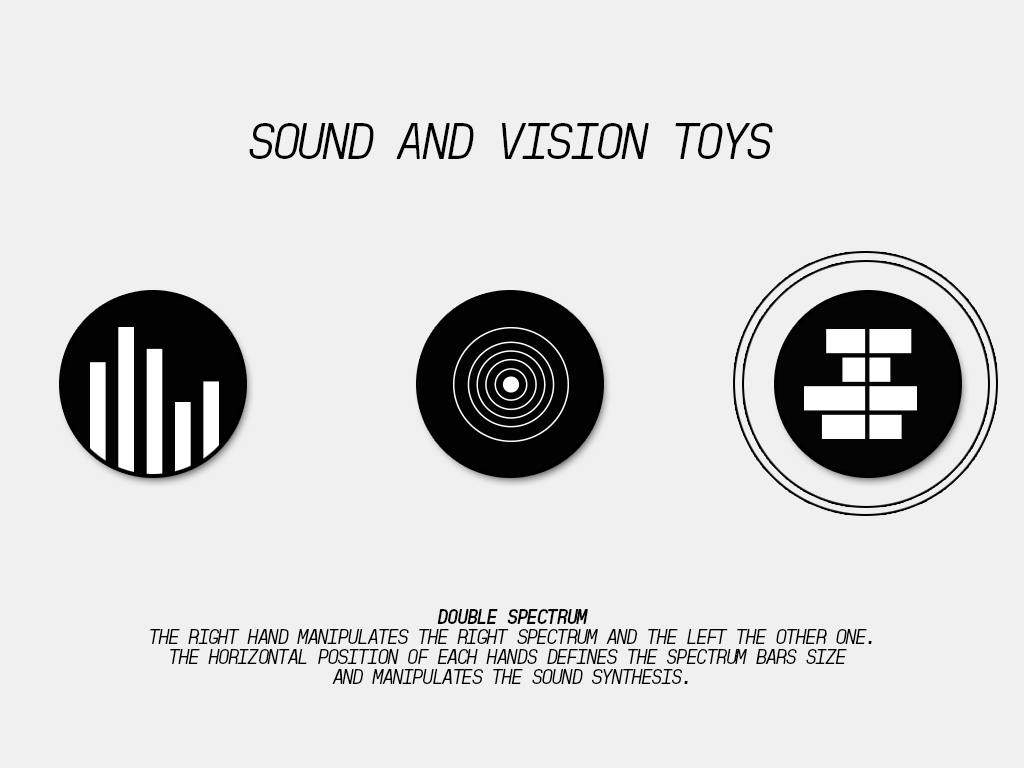 SOUND AND VISION TOYS
DOUBLE SPECTRUM
THE RIGHT HAND MANIPULATES THE RIGHT SPECTRUM AND THE LEFT THE OTHER ONE.
THE HORIZONTAL POSITION OF EACH HANDS DEFINES THE SPECTRUM BARS SIZE
AND MANIPULATES THE SOUND SYNTHESIS.